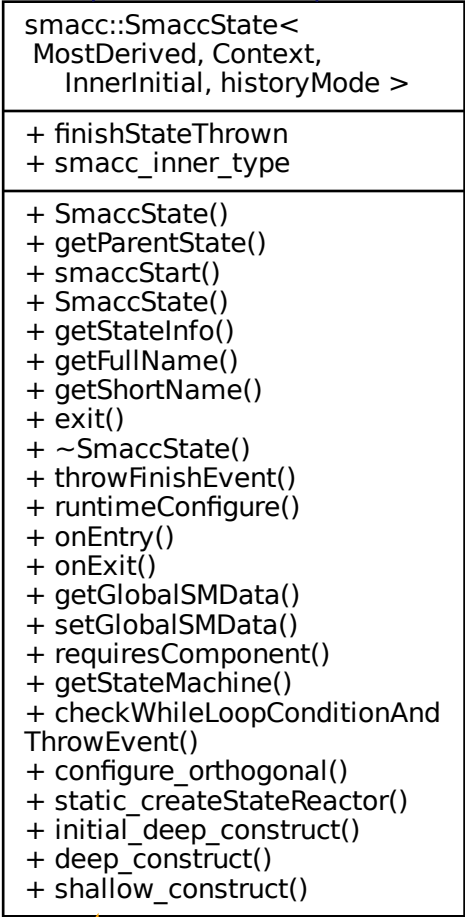 smacc::SmaccState<
MostDerived, Context,
InnerInitial, historyMode >
+ finishStateThrown
+ smacc_inner_type
+ SmaccState()
+ getParentState()
+ smaccStart()
+ SmaccState()
+ getStateInfo()
+ getFullName()
+ getShortName()
+ exit()
+ ~SmaccState()
+ throwFinishEvent()
+ runtimeConfigure()
+ onEntry()
+ onExit()
+ getGlobalSMData()
+ setGlobalSMData()
+ requiresComponent()
+ getStateMachine()
+ checkWhileLoopConditionAnd
ThrowEvent()
+ configure_orthogonal()
+ static_createStateReactor()
+ initial_deep_construct()
+ deep_construct()
+ shallow_construct()